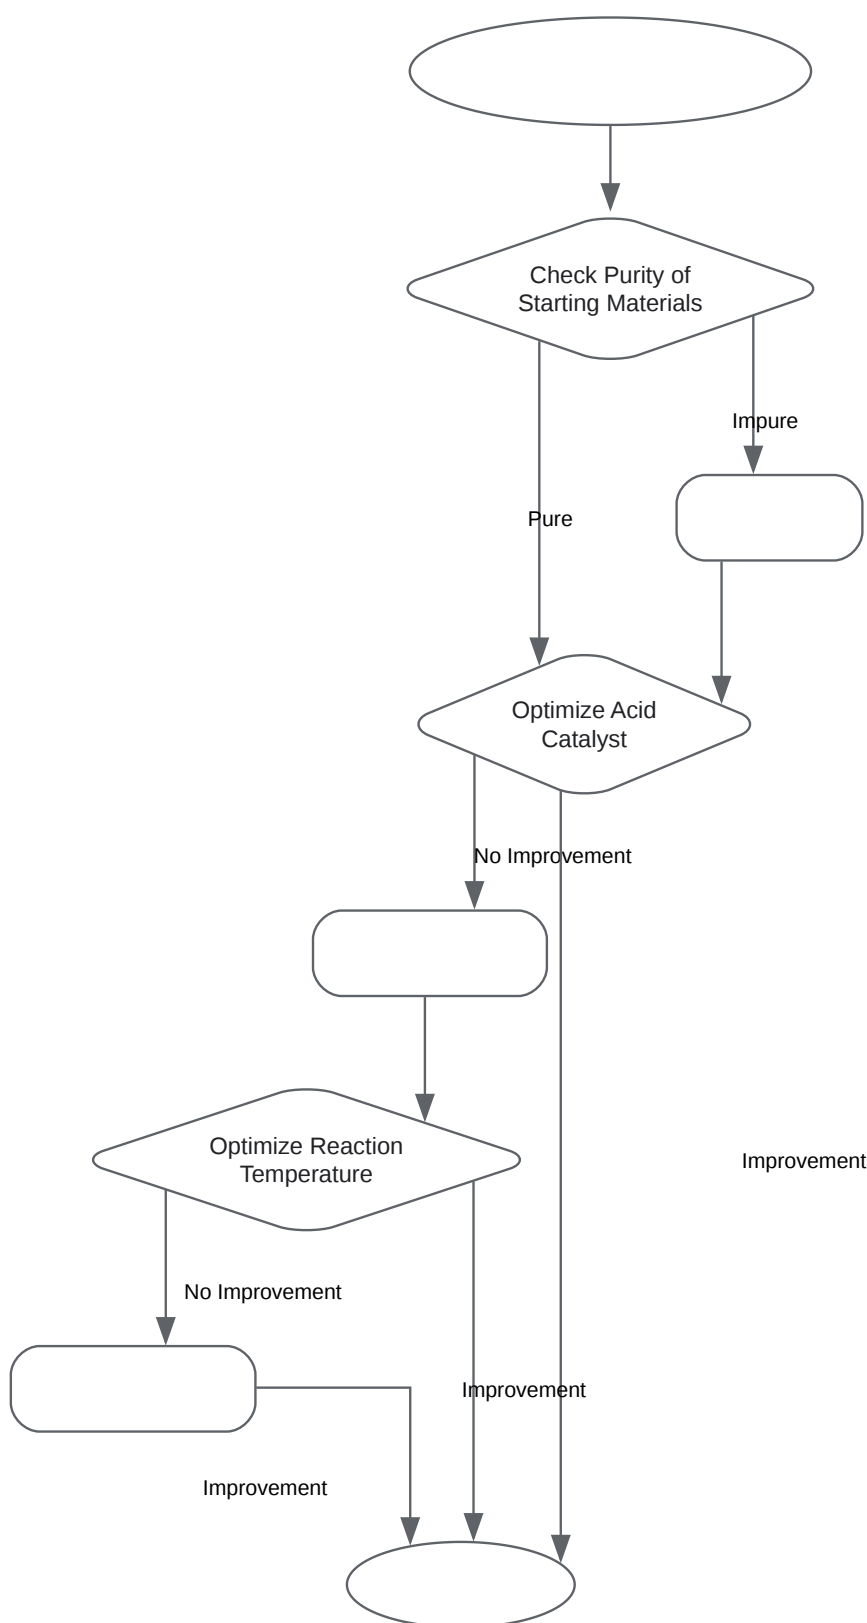 Check Purity of
Starting Materials
Impure
Pure
Optimize Acid
Catalyst
No Improvement
Optimize Reaction
Temperature
Improvement
No Improvement
Improvement
Improvement